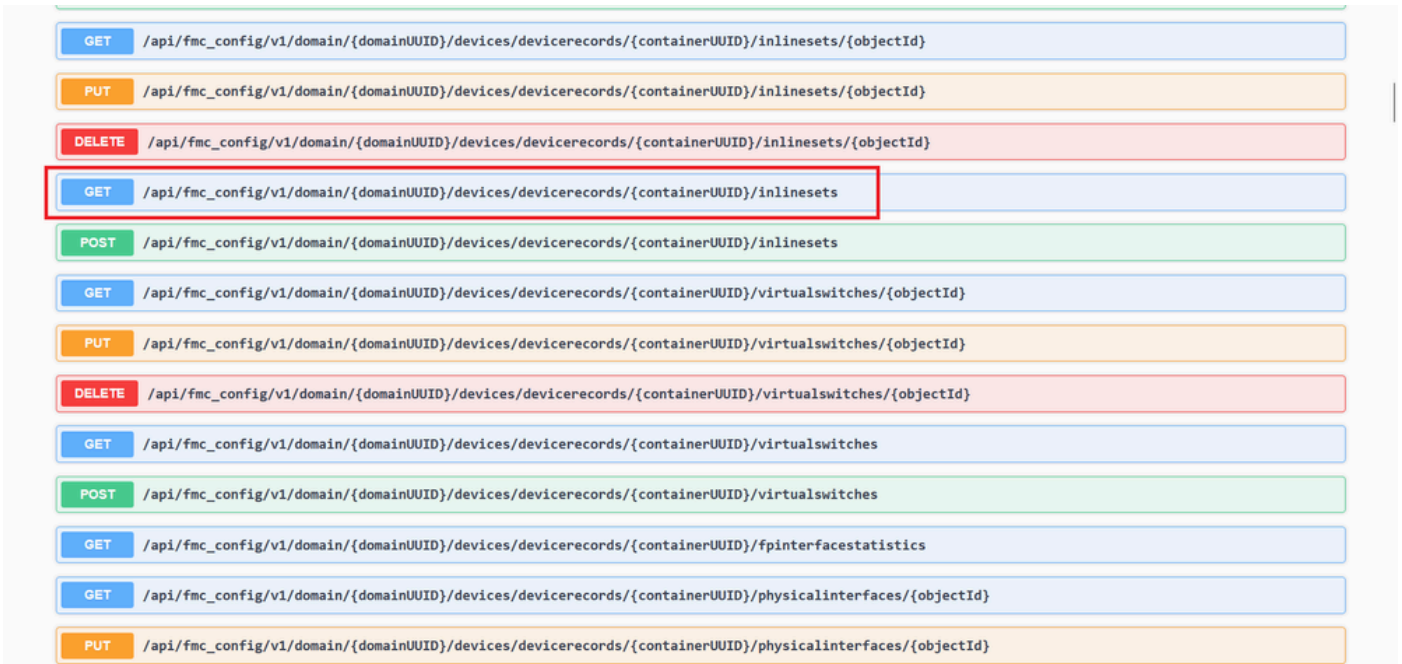 GET /api/fmc_config/v1/domain/{domainUUID}/devices/devicerecords/{containerUUID}/inlinesets/{objectId}
PUT /api/fmc_config/v1/domain/{domainUUID}/devices/devicerecords/{containerUUID}/inlinesets/{objectId}
DELETE /api/fmc_config/v1/domain/{domainUUID}/devices/devicerecords/{containerUUID}/inlinesets/{objectId}
GET /api/fmc_config/v1/domain/{domainUUID}/devices/devicerecords/{containerUUID}/inlinesets
POST /api/fmc_config/v1/domain/{domainUUID}/devices/devicerecords/{containerUUID}/inlinesets
GET /api/fmc_config/v1/domain/{domainUUID}/devices/devicerecords/{containerUUID}/virtualswitches/{objectId}
PUT /api/fmc_config/v1/domain/{domainUUID}/devices/devicerecords/{containerUUID}/virtualswitches/{objectId}
DELETE /api/fmc_config/v1/domain/{domainUUID}/devices/devicerecords/{containerUUID}/virtualswitches/{objectId}
GET /api/fmc_config/v1/domain/{domainUUID}/devices/devicerecords/{containerUUID}/virtualswitches
POST /api/fmc_config/v1/domain/{domainUUID}/devices/devicerecords/{containerUUID}/virtualswitches
GET /api/fmc_config/v1/domain/{domainUUID}/devices/devicerecords/{containerUUID}/fpinterfacestatistics
GET /api/fmc_config/v1/domain/{domainUUID}/devices/devicerecords/{containerUUID}/physicalinterfaces/{objectId}
PUT /api/fmc_config/v1/domain/{domainUUID}/devices/devicerecords/{containerUUID}/physicalinterfaces/{objectId}